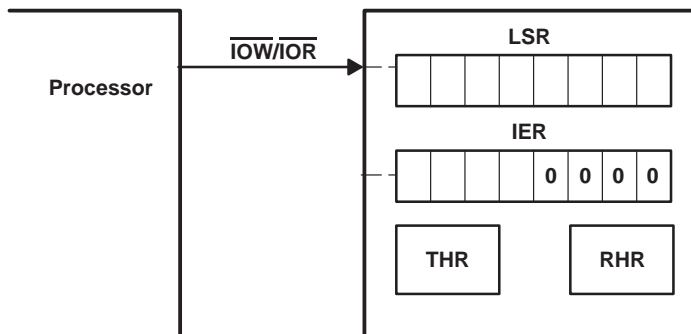 IOW/IOR
Processor
LSR
IER
0 0 0 0
THR
RHR